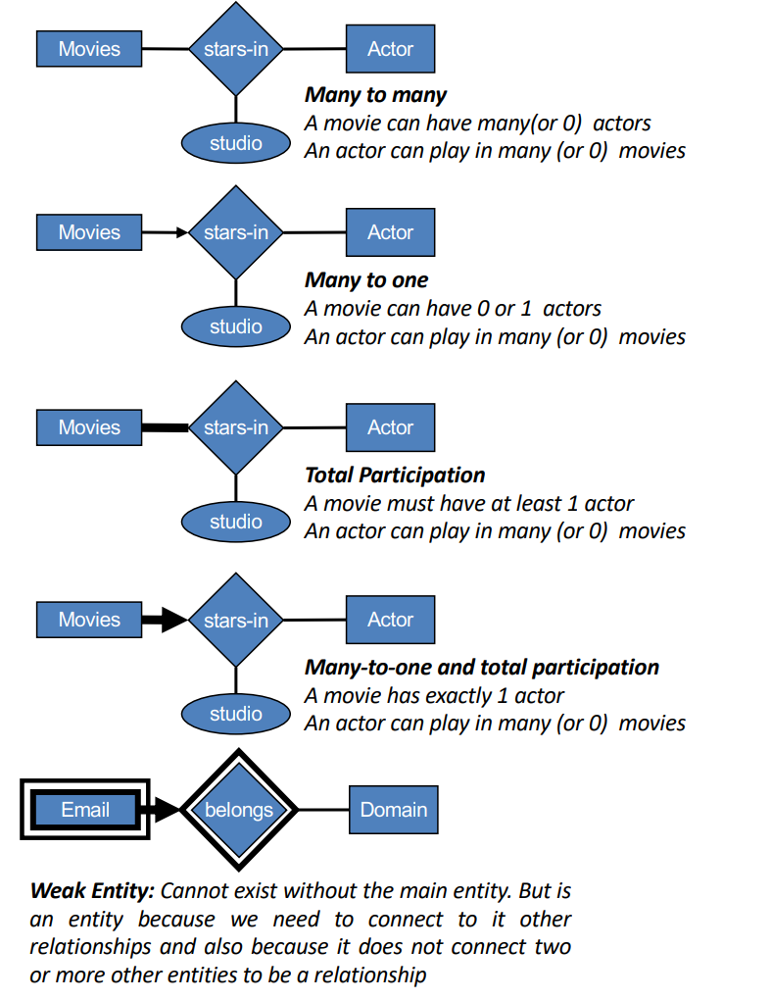 Movies stars-in Actor
Many to many
studio A movie can have many(or 0) actors
An actor can play in many (or 0) movies
Movies stars-in Actor
Many to one
studio A movie can have 0 or 1 actors
An actor can play in many (or 0) movies
Movies stars-in Actor
Total Participation
studio A movie must have at least 1 actor
An actor can play in many (or 0) movies
Movies stars-in Actor
Many-to-one and total participation
studio A movie has exactly 1 actor
An actor can play in many (or 0) movies
Email belongs Domain
Weak Entity: Cannot exist without the main entity. But is
an entity because we need to connect to it other
relationships and also because it does not connect two
or more other entities to be a relationship